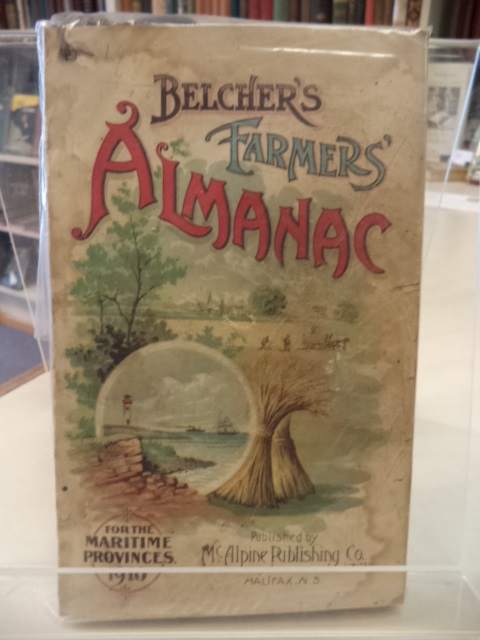 BELCHER'S
FARMERS'
ALMANAC
FOR THE
MARITIME
PROVINCES.
Published by
McAlpine Publishing Co.
HALIFAX, N.S